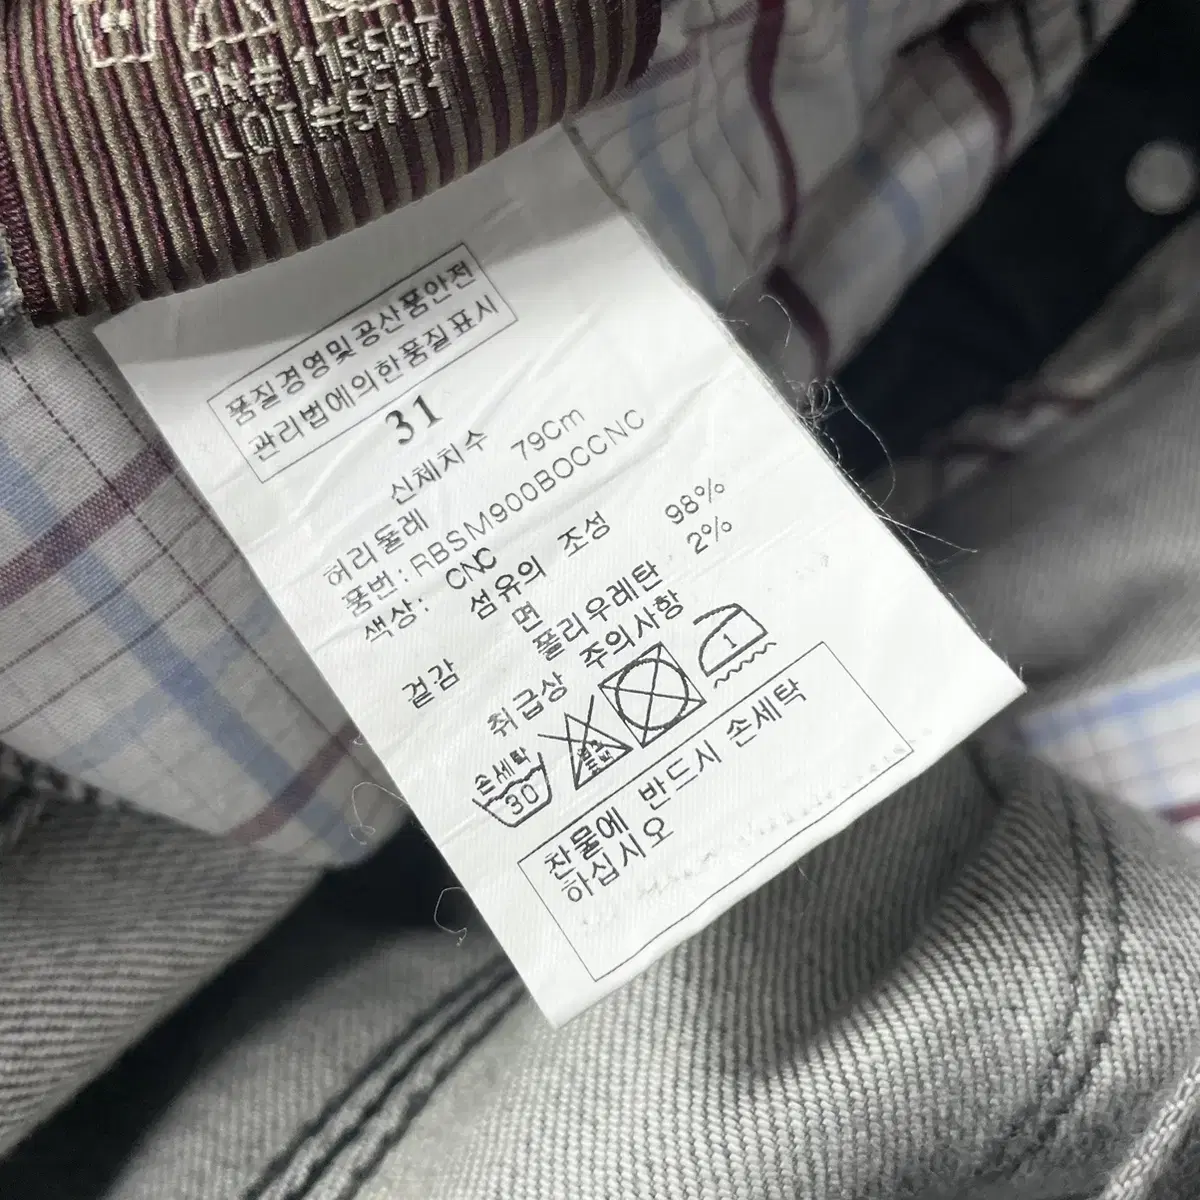 RN# 115595
LOT#5701
품질경영및공산품안전
관리법에의한품질표시
31
신체치수
허리둘레 79Cm
품번: RBSM900BOCCNC
색상: CNC
섬유의 조성
겉감 면 98%
폴리우레탄 2%
취급상 주의사항
손세탁
30
1
찬물에 반드시 손세탁
하십시오